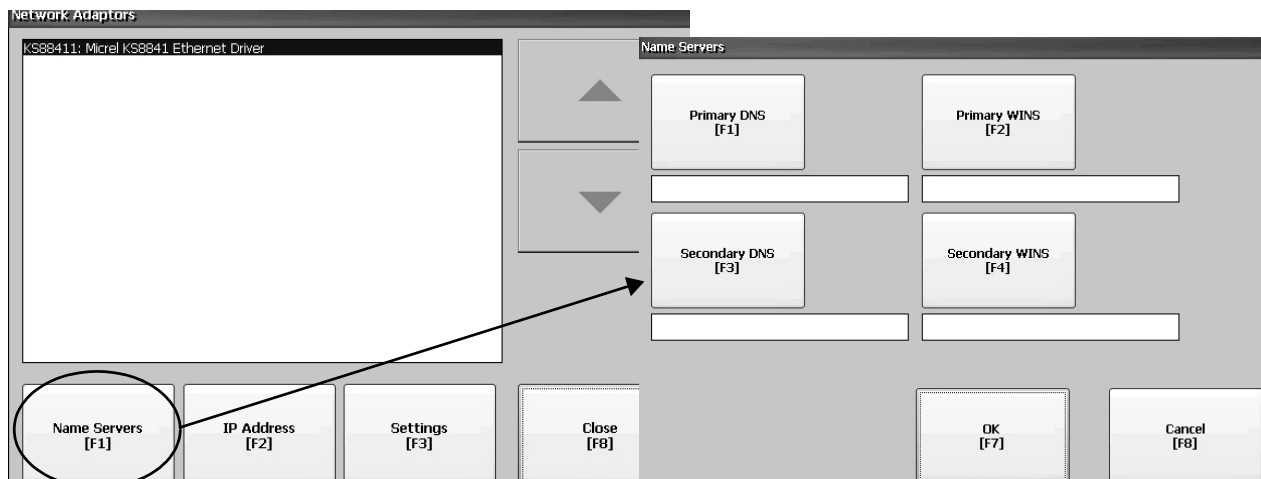 Network Adaptors
KS88411: Micrel KS8841 Ethernet Driver
Name Servers
[F1]
IP Address
[F2]
Settings
[F3]
Close
[F8]
Name Servers
Primary DNS
[F1]
Primary WINS
[F2]
Secondary DNS
[F3]
Secondary WINS
[F4]
OK
[F7]
Cancel
[F8]